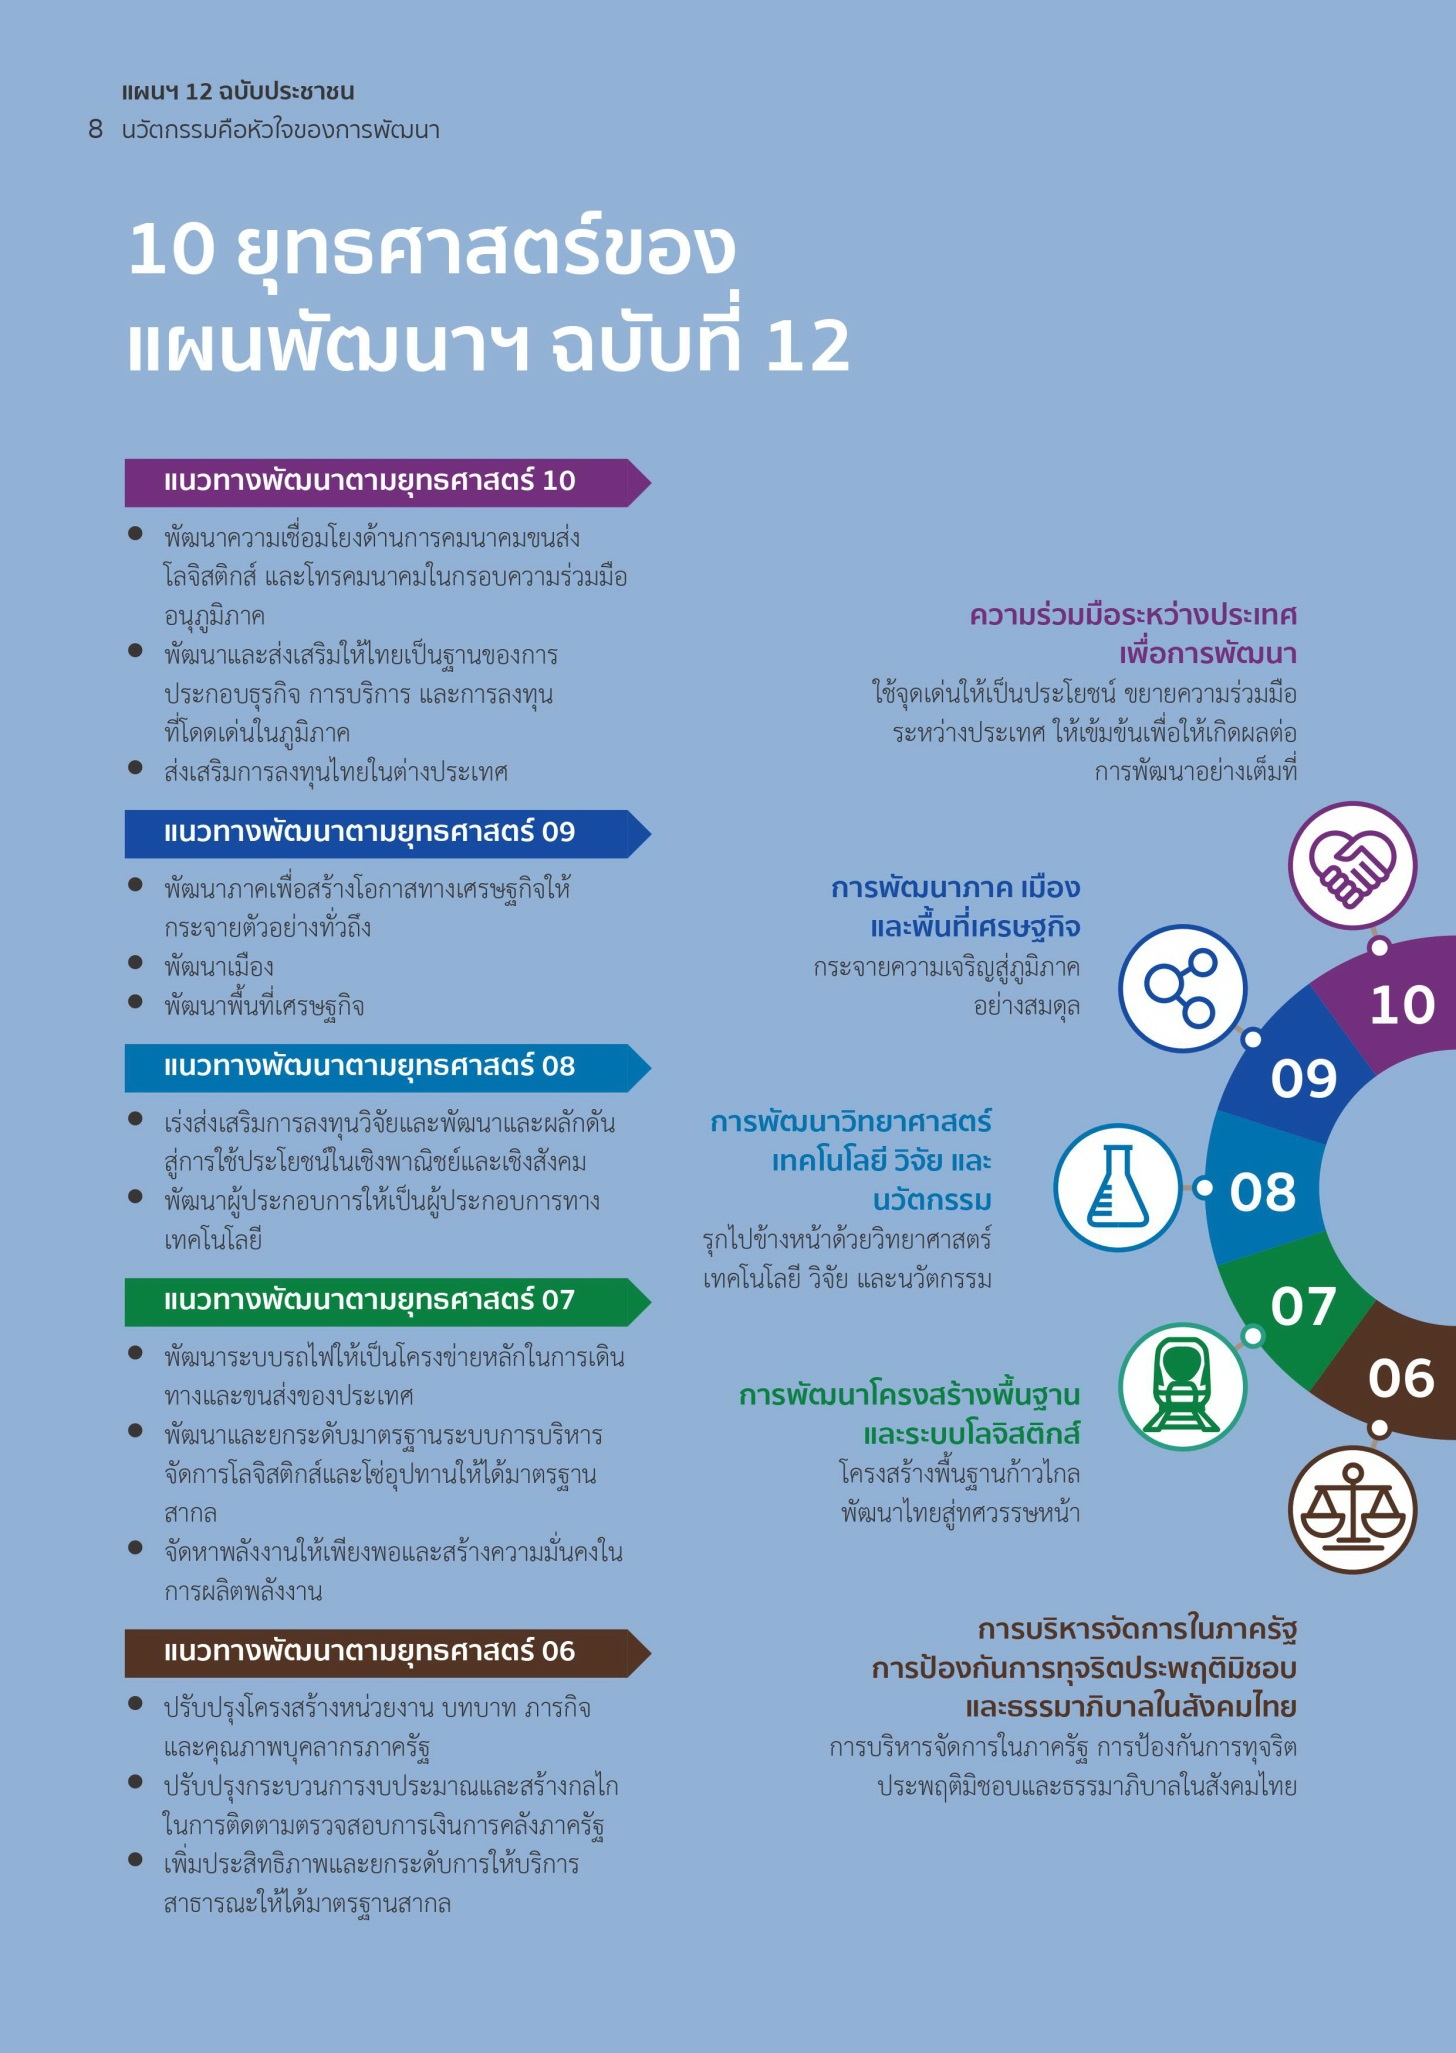 แผนฯ 12 ฉบับประชาชน
8 นวัตกรรมคือหัวใจของการพัฒนา
10 ยุทธศาสตร์ของ
แผนพัฒนาฯ ฉบับที่ 12
แนวทางพัฒนาตามยุทธศาสตร์ 10
● พัฒนาความเชื่อมโยงด้านการคมนาคมขนส่ง
โลจิสติกส์ และโทรคมนาคมในกรอบความร่วมมือ
อนุภูมิภาค
● พัฒนาและส่งเสริมให้ไทยเป็นฐานของการ
ประกอบธุรกิจ การบริการ และการลงทุน
ที่โดดเด่นในภูมิภาค
● ส่งเสริมการลงทุนไทยในต่างประเทศ
แนวทางพัฒนาตามยุทธศาสตร์ 09
● พัฒนาภาคเพื่อสร้างโอกาสทางเศรษฐกิจให้
กระจายตัวอย่างทั่วถึง
● พัฒนาเมือง
● พัฒนาพื้นที่เศรษฐกิจ
แนวทางพัฒนาตามยุทธศาสตร์ 08
● เร่งส่งเสริมการลงทุนวิจัยและพัฒนาและผลักดัน
สู่การใช้ประโยชน์ในเชิงพาณิชย์และเชิงสังคม
● พัฒนาผู้ประกอบการให้เป็นผู้ประกอบการทาง
เทคโนโลยี
แนวทางพัฒนาตามยุทธศาสตร์ 07
● พัฒนาระบบรถไฟให้เป็นโครงข่ายหลักในการเดิน
ทางและขนส่งของประเทศ
● พัฒนาและยกระดับมาตรฐานระบบการบริหาร
จัดการโลจิสติกส์และโซ่อุปทานให้ได้มาตรฐาน
สากล
● จัดหาพลังงานให้เพียงพอและสร้างความมั่นคงใน
การผลิตพลังงาน
แนวทางพัฒนาตามยุทธศาสตร์ 06
● ปรับปรุงโครงสร้างหน่วยงาน บทบาท ภารกิจ
และคุณภาพบุคลากรภาครัฐ
● ปรับปรุงกระบวนการงบประมาณและสร้างกลไก
ในการติดตามตรวจสอบการเงินการคลังภาครัฐ
● เพิ่มประสิทธิภาพและยกระดับการให้บริการ
สาธารณะให้ได้มาตรฐานสากล
ความร่วมมือระหว่างประเทศ
เพื่อการพัฒนา
ใช้จุดเด่นให้เป็นประโยชน์ ขยายความร่วมมือ
ระหว่างประเทศ ให้เข้มข้นเพื่อให้เกิดผลต่อ
การพัฒนาอย่างเต็มที่
10
การพัฒนาภาค เมือง
และพื้นที่เศรษฐกิจ
กระจายความเจริญสู่ภูมิภาค
อย่างสมดุล
09
การพัฒนาวิทยาศาสตร์
เทคโนโลยี วิจัย และ
นวัตกรรม
รุกไปข้างหน้าด้วยวิทยาศาสตร์
เทคโนโลยี วิจัย และนวัตกรรม
08
การพัฒนาโครงสร้างพื้นฐาน
และระบบโลจิสติกส์
โครงสร้างพื้นฐานก้าวไกล
พัฒนาไทยสู่ทศวรรษหน้า
07
06
การบริหารจัดการในภาครัฐ
การป้องกันการทุจริตประพฤติมิชอบ
และธรรมาภิบาลในสังคมไทย
การบริหารจัดการในภาครัฐ การป้องกันการทุจริต
ประพฤติมิชอบและธรรมาภิบาลในสังคมไทย